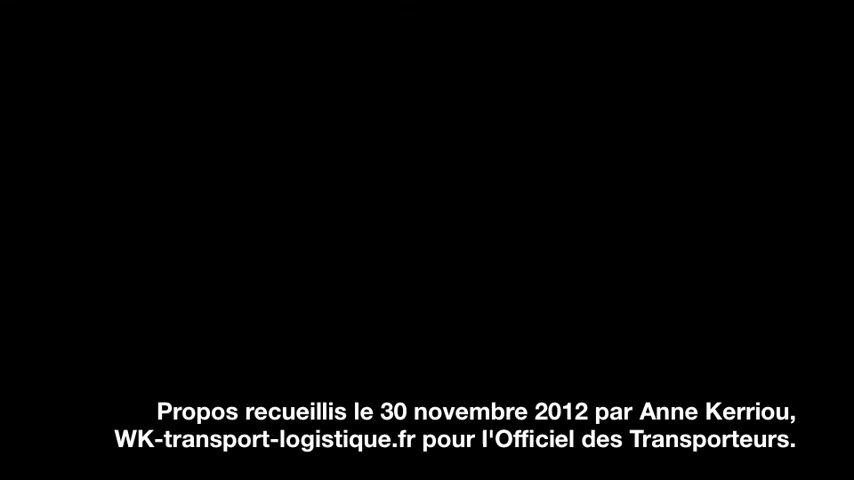 Propos recueillis le 30 novembre 2012 par Anne Kerriou,
WK-transport-logistique.fr pour l'Officiel des Transporteurs.